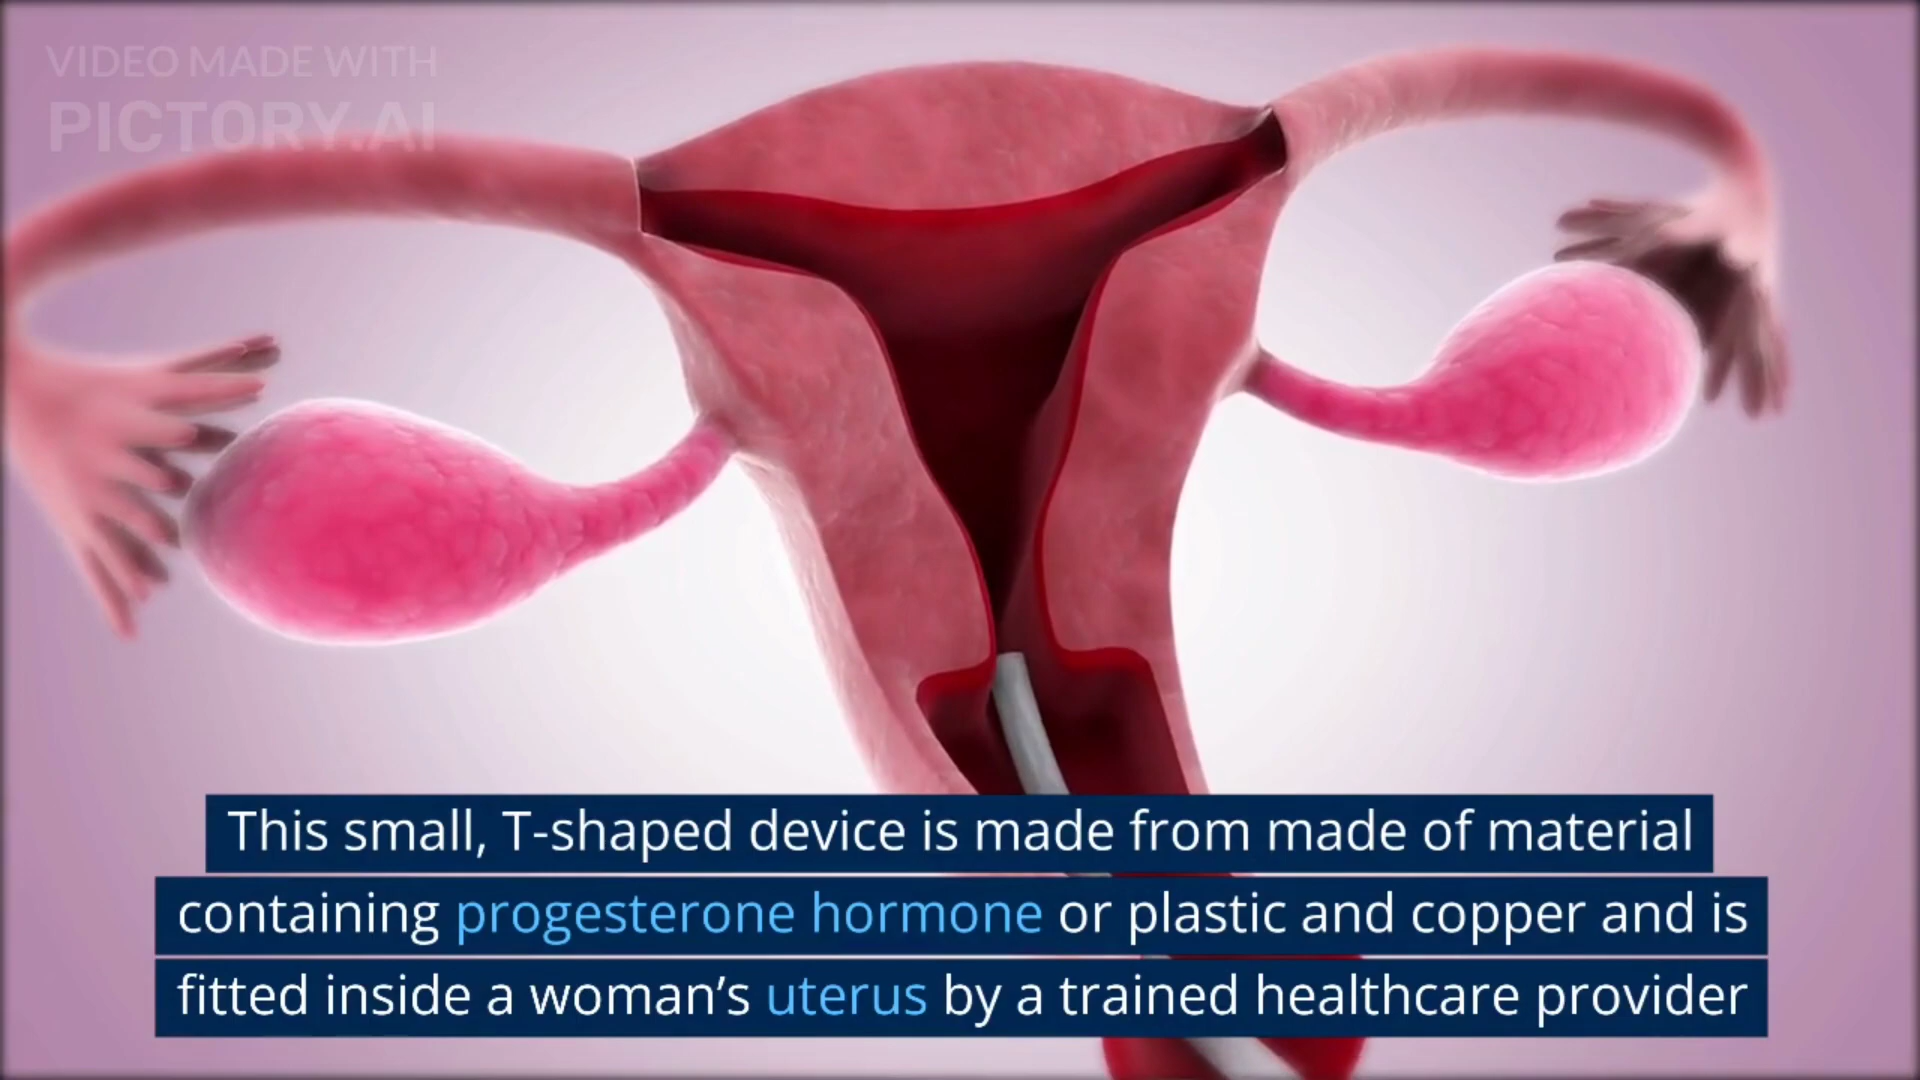 VIDEO MADE WITH
PICTORY.AI
This small, T-shaped device is made from made of material
containing progesterone hormone or plastic and copper and is
fitted inside a woman’s uterus by a trained healthcare provider